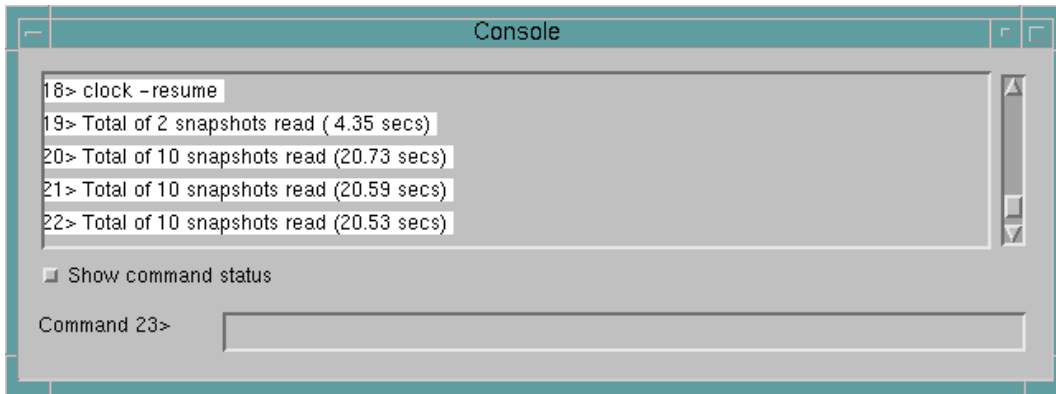 Console
18> clock -resume
19> Total of 2 snapshots read ( 4.35 secs)
20> Total of 10 snapshots read (20.73 secs)
21> Total of 10 snapshots read (20.59 secs)
22> Total of 10 snapshots read (20.53 secs)
Show command status
Command 23>